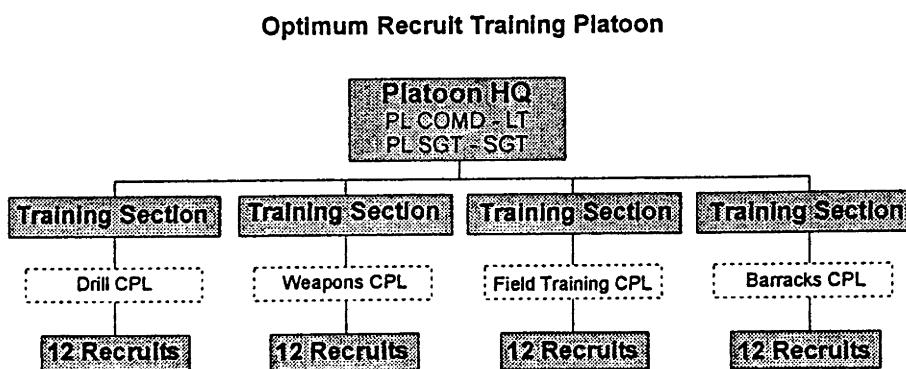 Optimum Recruit Training Platoon
Platoon HQ
PL COMD - LT
PL SGT - SGT
Training Section
Training Section
Training Section
Training Section
Drill CPL
Weapons CPL
Field Training CPL
Barracks CPL
12 Recruits
12 Recruits
12 Recruits
12 Recruits